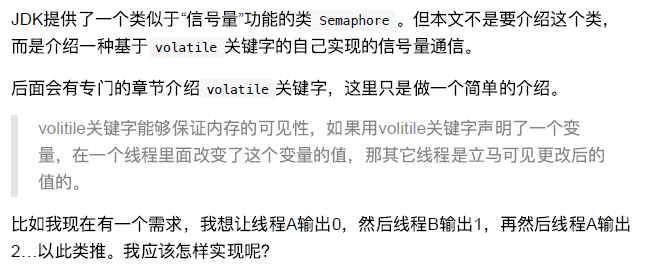 JDK提供了一个类似于“信号量”功能的类 Semaphore 。但本文不是要介绍这个类，
而是介绍一种基于 volatile 关键字的自己实现的信号量通信。
后面会有专门的章节介绍 volatile 关键字，这里只是做一个简单的介绍。
volitile关键字能够保证内存的可见性，如果用volitile关键字声明了一个变
量，在一个线程里面改变了这个变量的值，那其它线程是立马可见更改后的
值的。
比如我现在有一个需求，我想让线程A输出0，然后线程B输出1，再然后线程A输出
2…以此类推。我应该怎样实现呢？